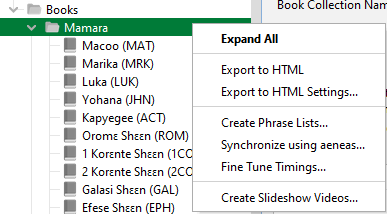 Books
Mamara
Macoo (MAT)
Marika (MRK)
Luka (LUK)
Yohana (JHN)
Kapyegee (ACT)
Oromɛ Shɛɛn (ROM)
1 Korɛnte Shɛɛn (1CO
2 Korɛnte Shɛɛn (2CO
Galasi Shɛɛn (GAL)
Efese Shɛɛn (EPH)
Book Collection Nam
Expand All
Export to HTML
Export to HTML Settings...
Create Phrase Lists...
Synchronize using aeneas...
Fine Tune Timings...
Create Slideshow Videos...